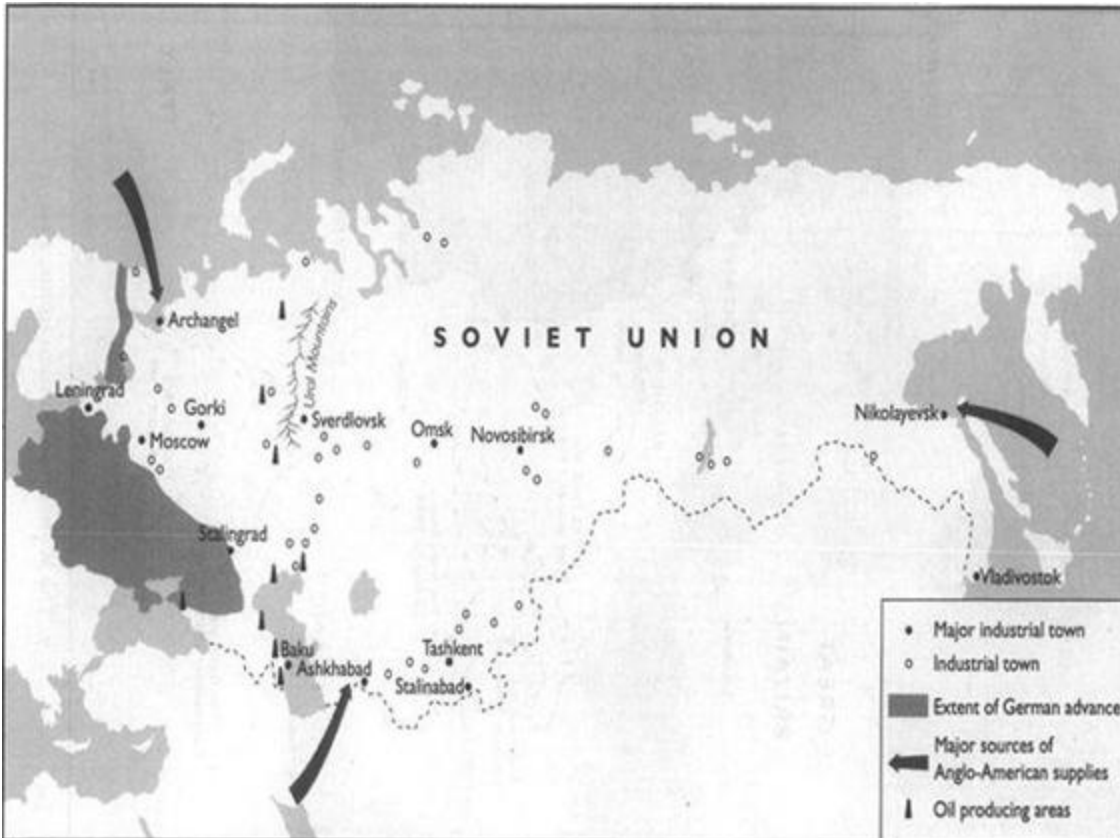 SOVIET UNION
Ural Mountains
Archangel
Leningrad
Gorki
Sverdlovsk
Omsk
Novosibirsk
Nikolayevsk
Moscow
Stalingrad
Vladivostok
Baku
Ashkhabad
Tashkent
Stalinabad
Major industrial town
Industrial town
Extent of German advance
Major sources of
Anglo-American supplies
Oil producing areas